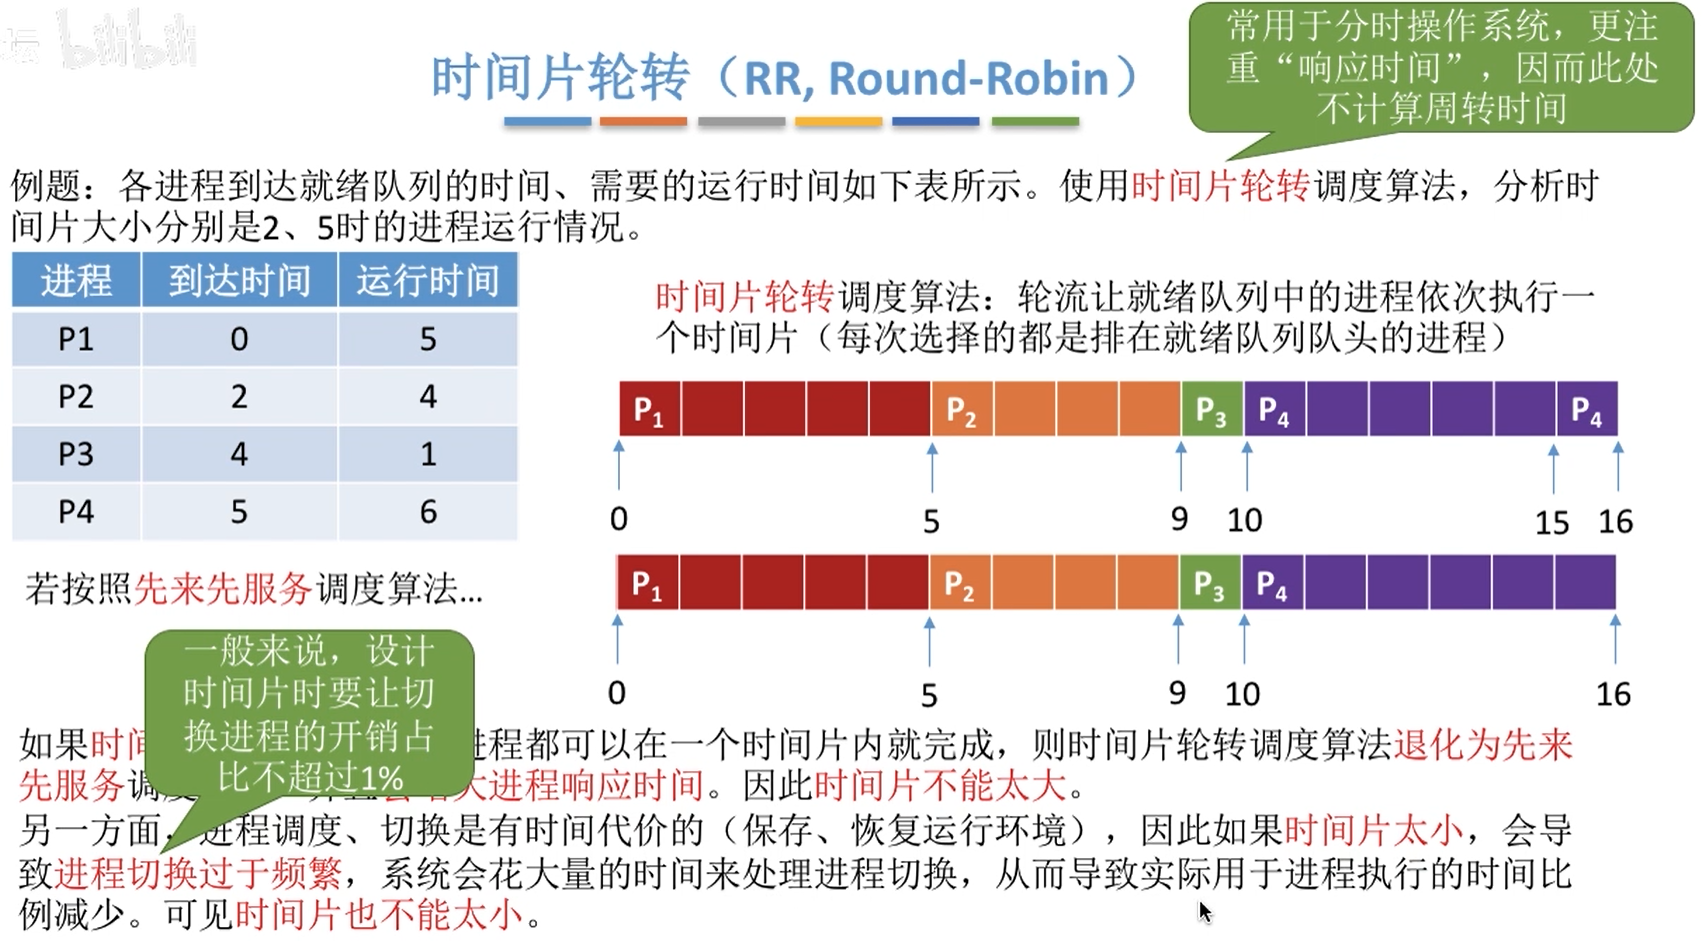 坛 bilibili
常用于分时操作系统，更注
重“响应时间”，因而此处
不计算周转时间
时间片轮转（RR, Round-Robin）
例题：各进程到达就绪队列的时间、需要的运行时间如下表所示。使用时间片轮转调度算法，分析时
间片大小分别是2、5时的进程运行情况。
进程 到达时间 运行时间
P1 0 5
P2 2 4
P3 4 1
P4 5 6
时间片轮转调度算法：轮流让就绪队列中的进程依次执行一
个时间片（每次选择的都是排在就绪队列队头的进程）
P1 P2 P3 P4 P4
0 5 9 10 15 16
若按照先来先服务调度算法...
P1 P2 P3 P4
0 5 9 10 16
一般来说，设计
时间片时要让切
换进程的开销占
比不超过1%
如果时间 进程都可以在一个时间片内就完成，则时间片轮转调度算法退化为先来
先服务调度 大进程响应时间。因此时间片不能太大。
另一方面，进程调度、切换是有时间代价的（保存、恢复运行环境），因此如果时间片太小，会导
致进程切换过于频繁，系统会花大量的时间来处理进程切换，从而导致实际用于进程执行的时间比
例减少。可见时间片也不能太小。